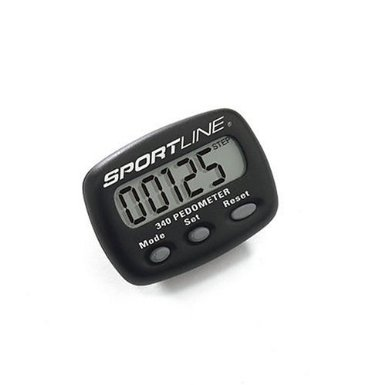 SPORTLINE®
STEP
00125
340 PEDOMETER
Mode Set Reset